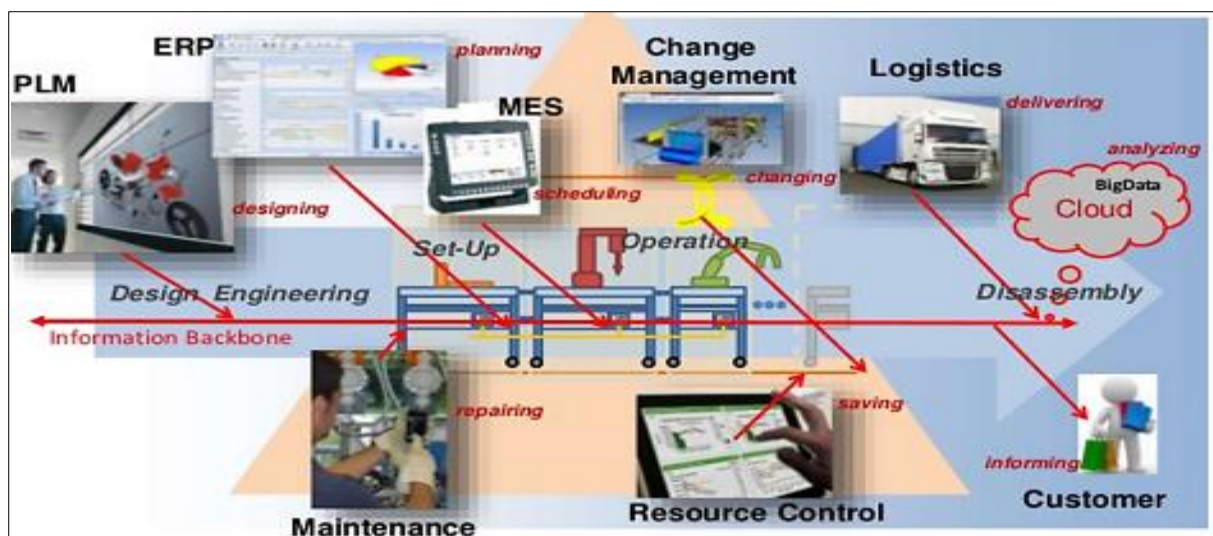 ERP
planning
Change
Management
Logistics
PLM
MES
delivering
analyzing
BigData
Cloud
scheduling
changing
designing
Set-Up
Operation
Design Engineering
Disassembly
Information Backbone
repairing
saving
informing
Maintenance
Resource Control
Customer